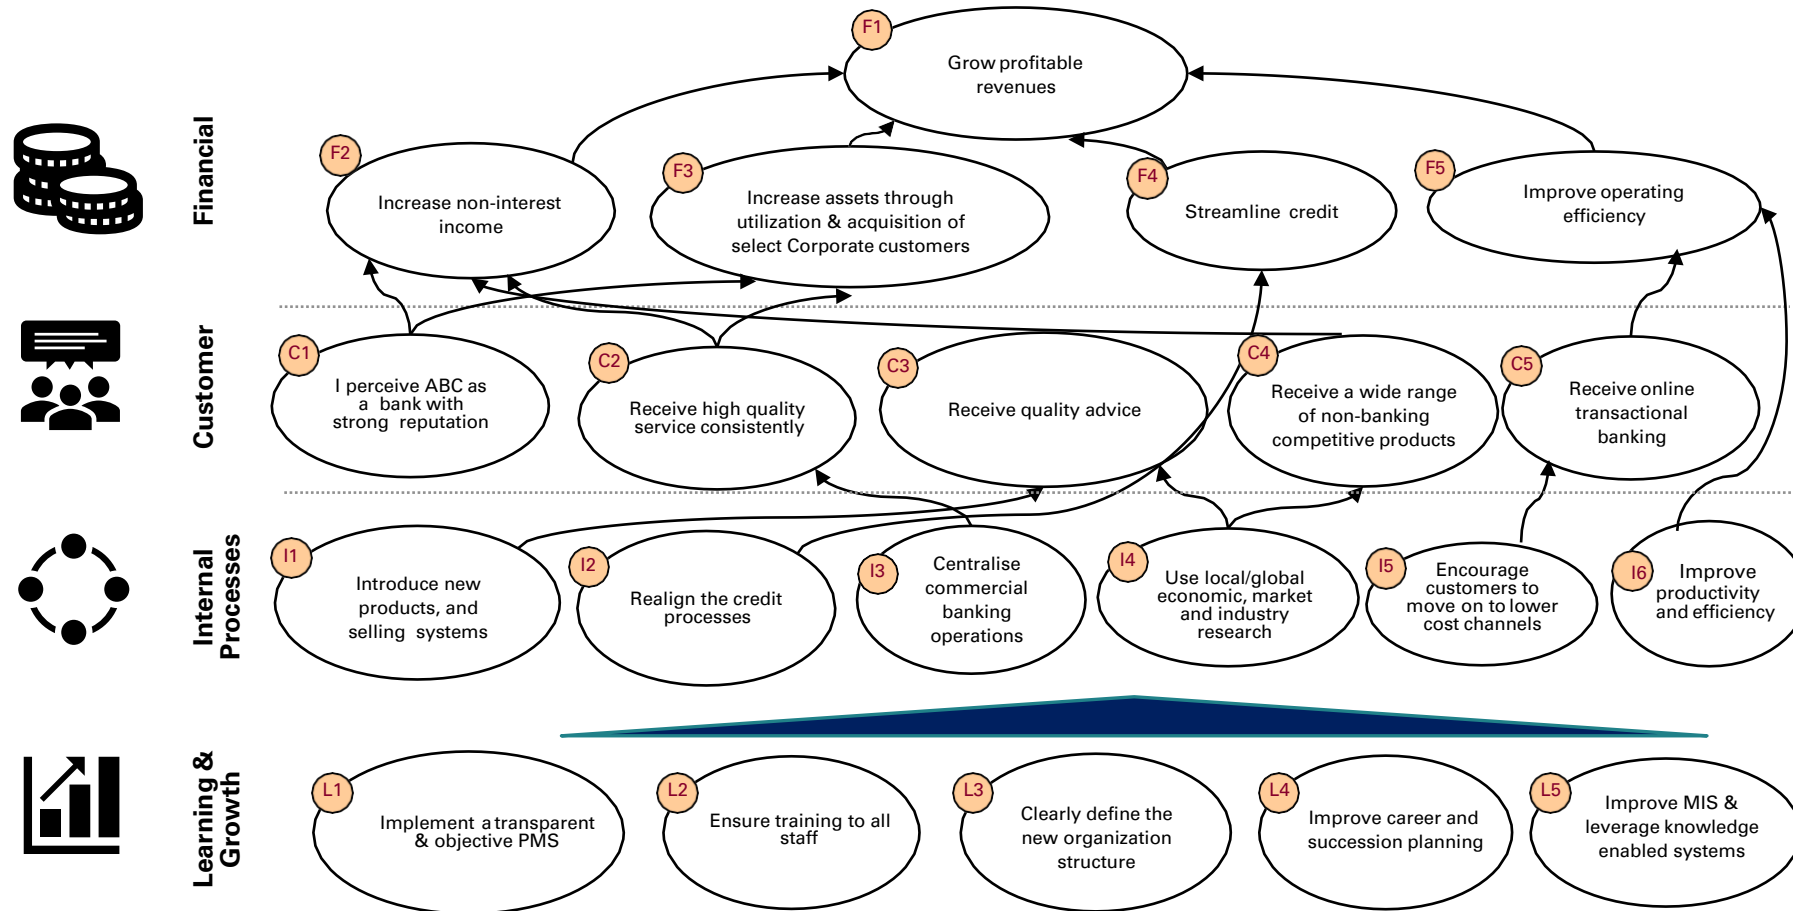 Financial
F1
Grow profitable
revenues
F2
Increase non-interest
income
F3
Increase assets through
utilization & acquisition of
select Corporate customers
F4
Streamline credit
F5
Improve operating
efficiency
Customer
C1
I perceive ABC as
a bank with
strong reputation
C2
Receive high quality
service consistently
C3
Receive quality advice
C4
Receive a wide range
of non-banking
competitive products
C5
Receive online
transactional
banking
Internal
Processes
I1
Introduce new
products, and
selling systems
I2
Realign the credit
processes
I3
Centralise
commercial
banking
operations
I4
Use local/global
economic, market
and industry
research
I5
Encourage
customers to
move on to lower
cost channels
I6
Improve
productivity
and efficiency
Learning &
Growth
L1
Implement a transparent
& objective PMS
L2
Ensure training to all
staff
L3
Clearly define the
new organization
structure
L4
Improve career and
succession planning
L5
Improve MIS &
leverage knowledge
enabled systems